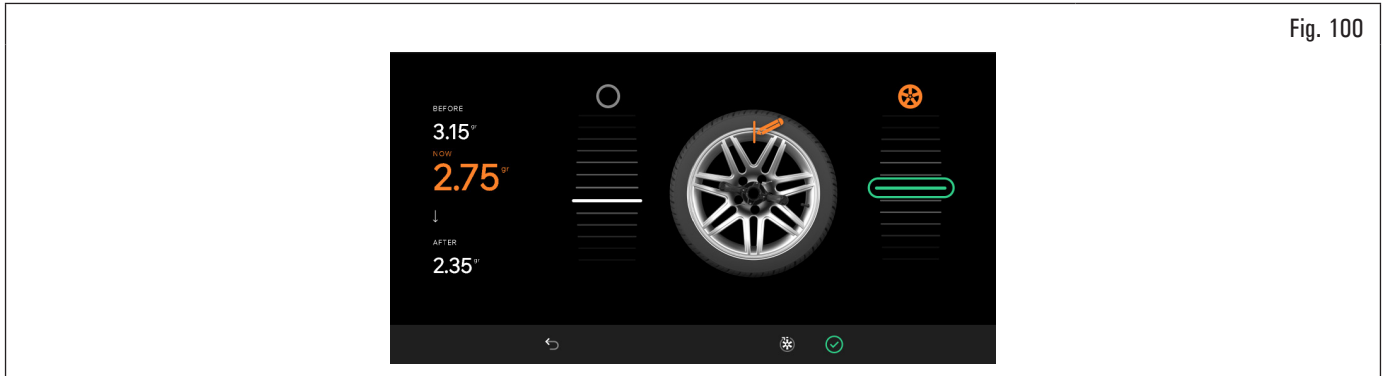 Fig. 100
BEFORE
3.15gr
NOW
2.75gr
↓
AFTER
2.35gr